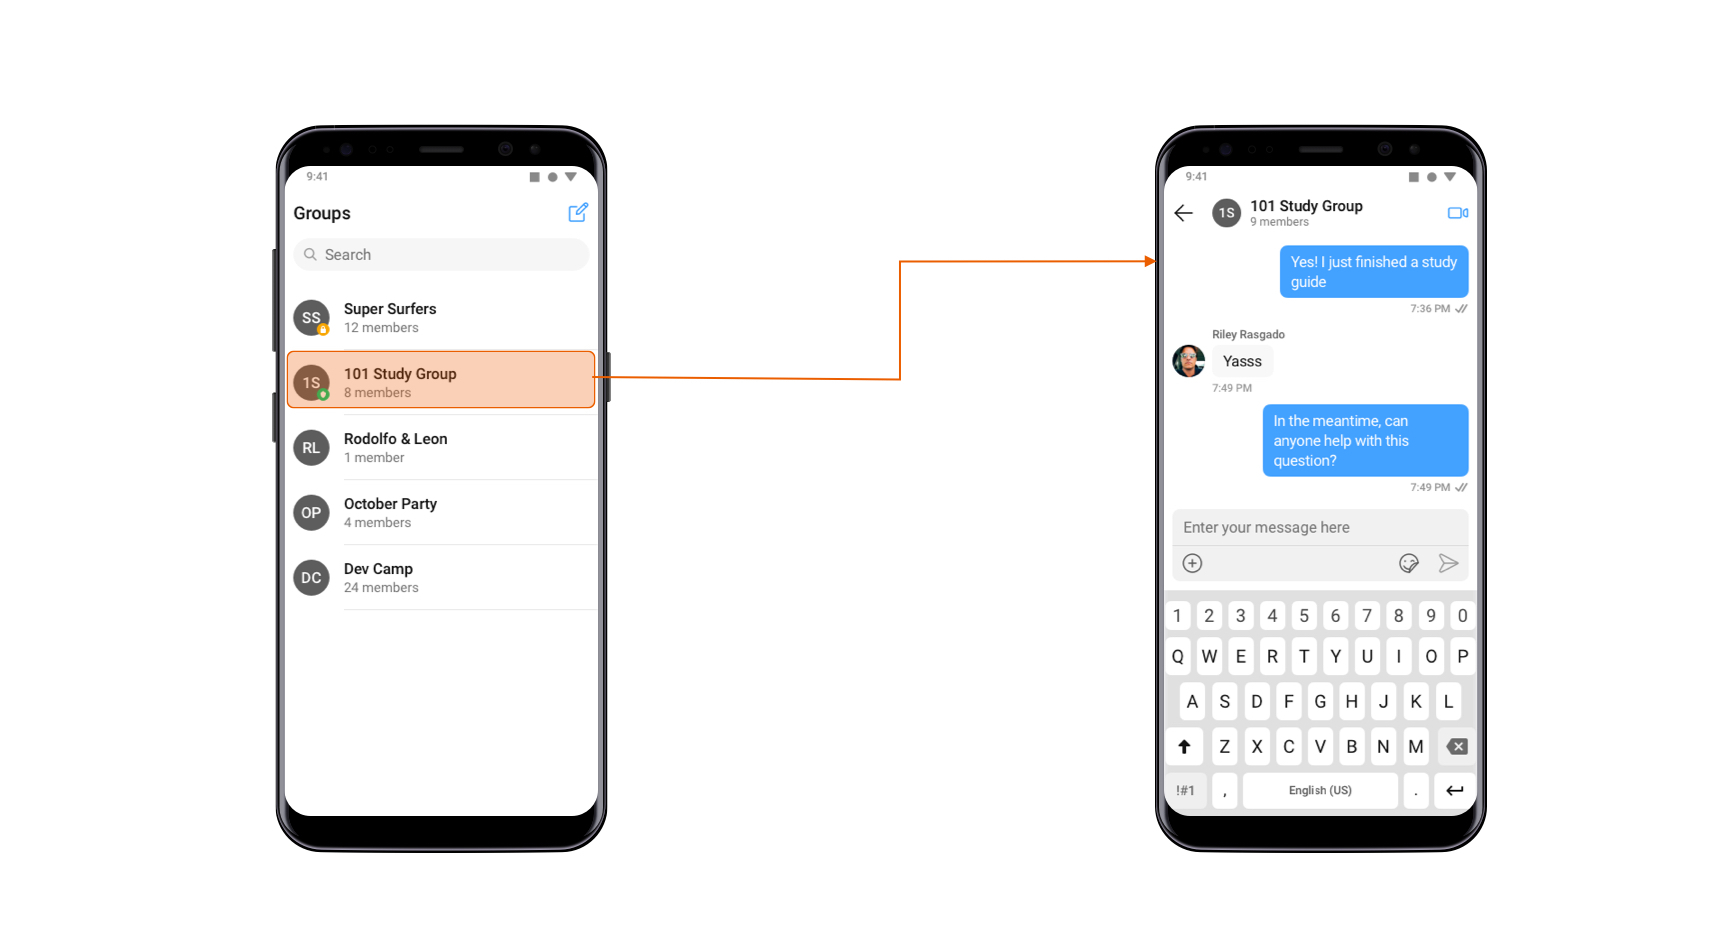 9:41
Groups
Search
SS
Super Surfers
12 members
1S
101 Study Group
8 members
RL
Rodolfo & Leon
1 member
OP
October Party
4 members
DC
Dev Camp
24 members
9:41
1S
101 Study Group
9 members
Yes! I just finished a study
guide
7:36 PM
Riley Rasgado
Yasss
7:49 PM
In the meantime, can
anyone help with this
question?
7:49 PM
Enter your message here
1 2 3 4 5 6 7 8 9 0
Q W E R T Y U I O P
A S D F G H J K L
Z X C V B N M
!#1 , English (US) .